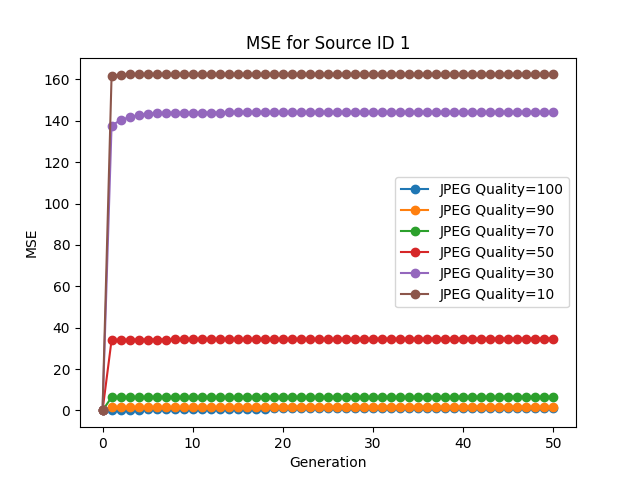 MSE for Source ID 1
160
140
120
100
80
60
40
20
0
MSE
JPEG Quality=100
JPEG Quality=90
JPEG Quality=70
JPEG Quality=50
JPEG Quality=30
JPEG Quality=10
0 10 20 30 40 50
Generation